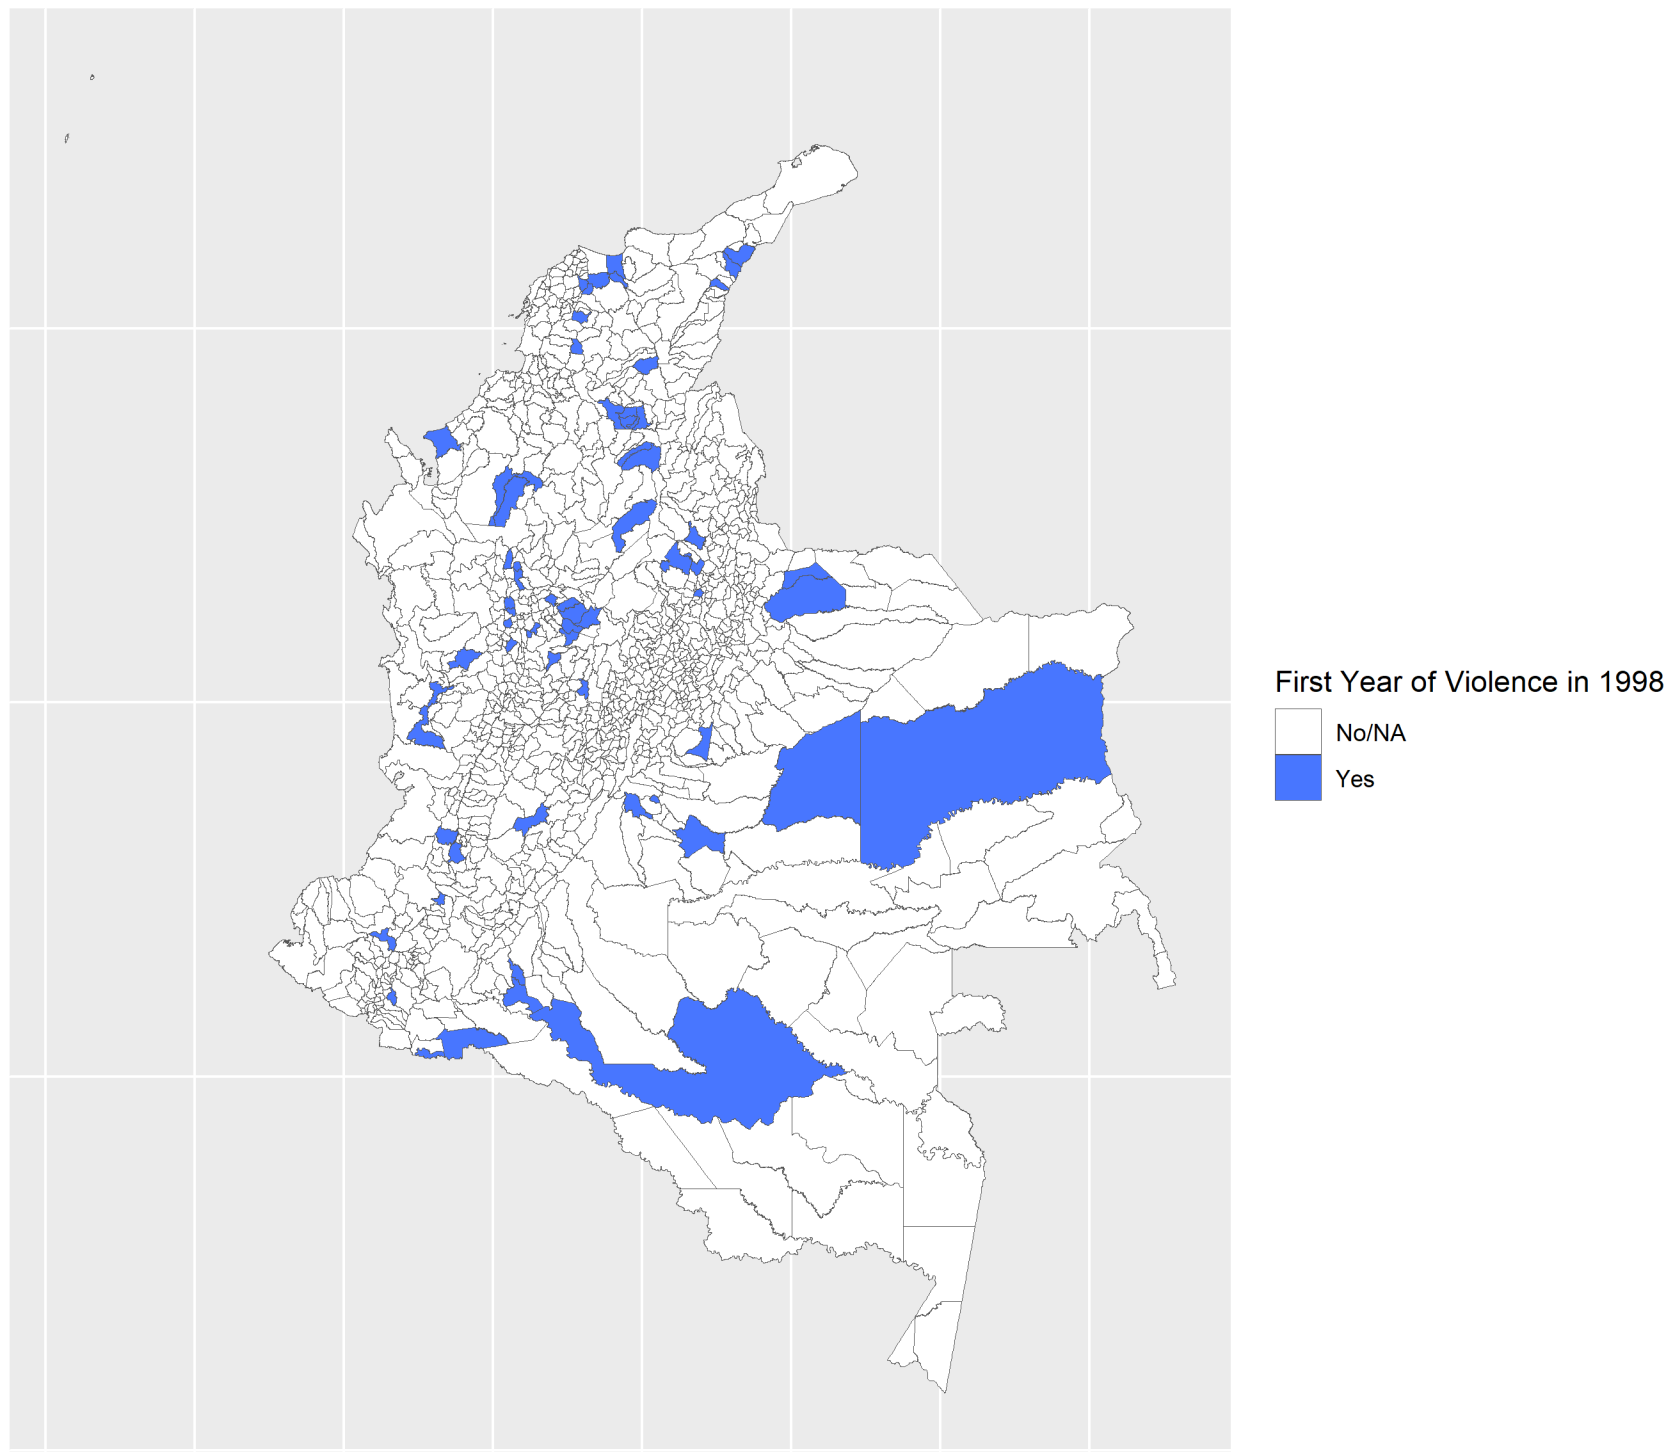 First Year of Violence in 1998
No/NA
Yes